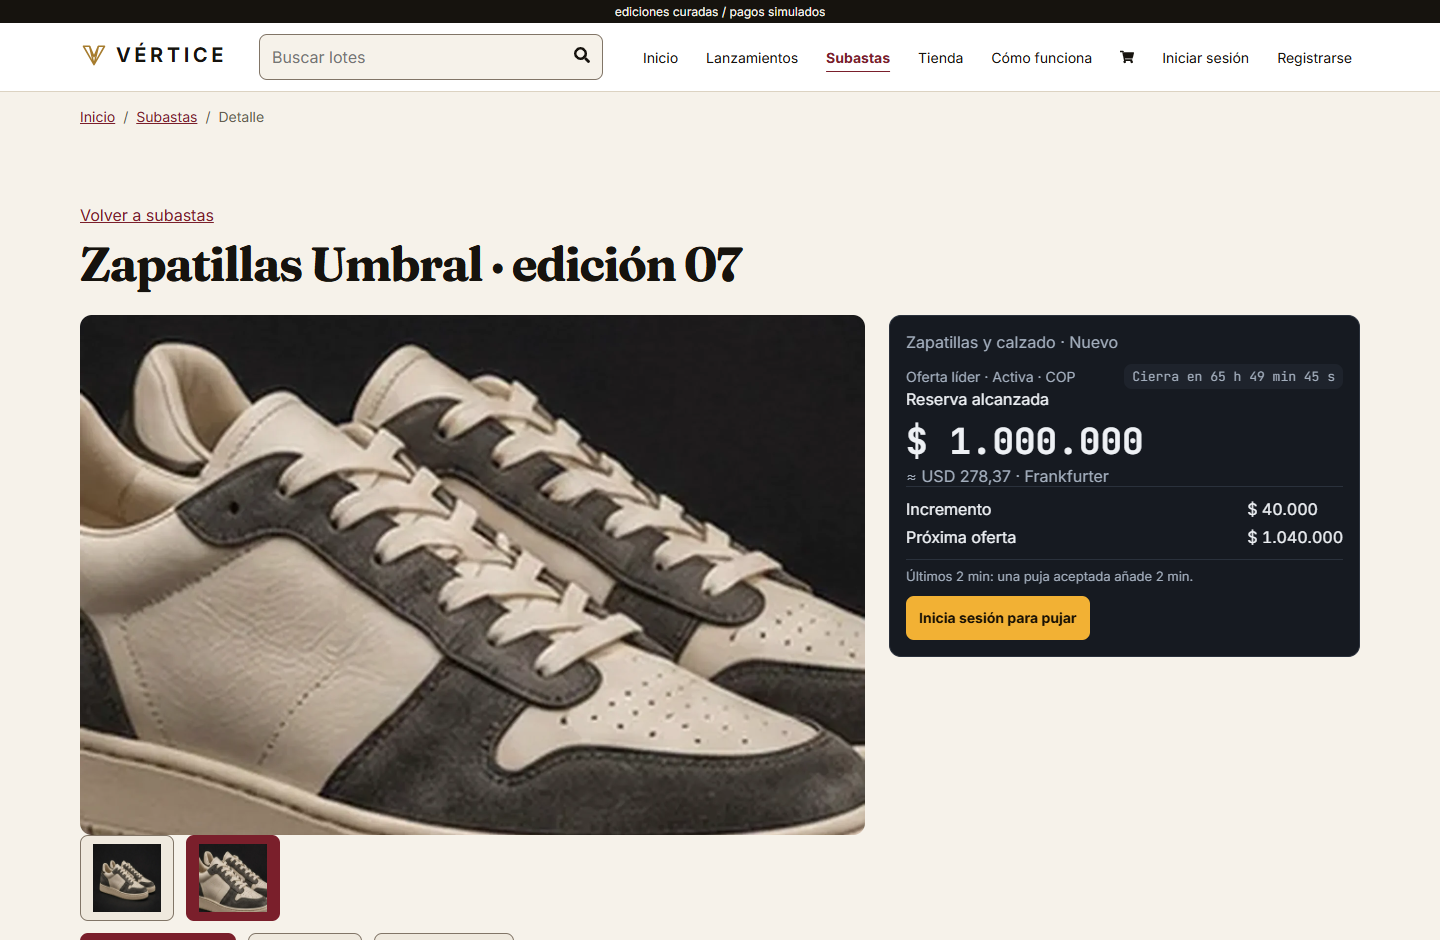 ediciones curadas / pagos simulados
VÉRTICE
Buscar lotes
Inicio
Lanzamientos
Subastas
Tienda
Cómo funciona
Iniciar sesión
Registrarse
Inicio / Subastas / Detalle
Volver a subastas
Zapatillas Umbral · edición 07
Zapatillas y calzado · Nuevo
Oferta líder · Activa · COP
Cierra en 65 h 49 min 45 s
Reserva alcanzada
$ 1.000.000
≈ USD 278,37 · Frankfurter
Incremento $ 40.000
Próxima oferta $ 1.040.000
Últimos 2 min: una puja aceptada añade 2 min.
Inicia sesión para pujar